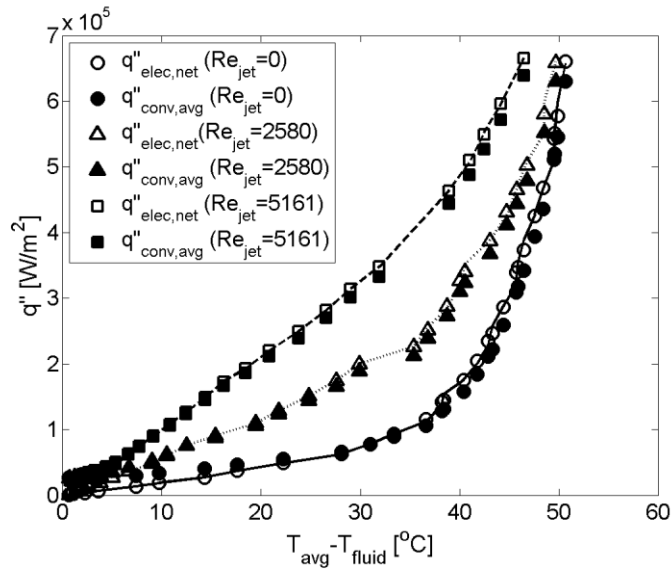 7 x 10⁵
6
5
4
3
2
1
0
q" [W/m²]
q"elec,net (Rejet=0)
q"conv,avg (Rejet=0)
q"elec,net (Rejet=2580)
q"conv,avg (Rejet=2580)
q"elec,net (Rejet=5161)
q"conv,avg (Rejet=5161)
0 10 20 30 40 50 60
Tavg-Tfluid [°C]